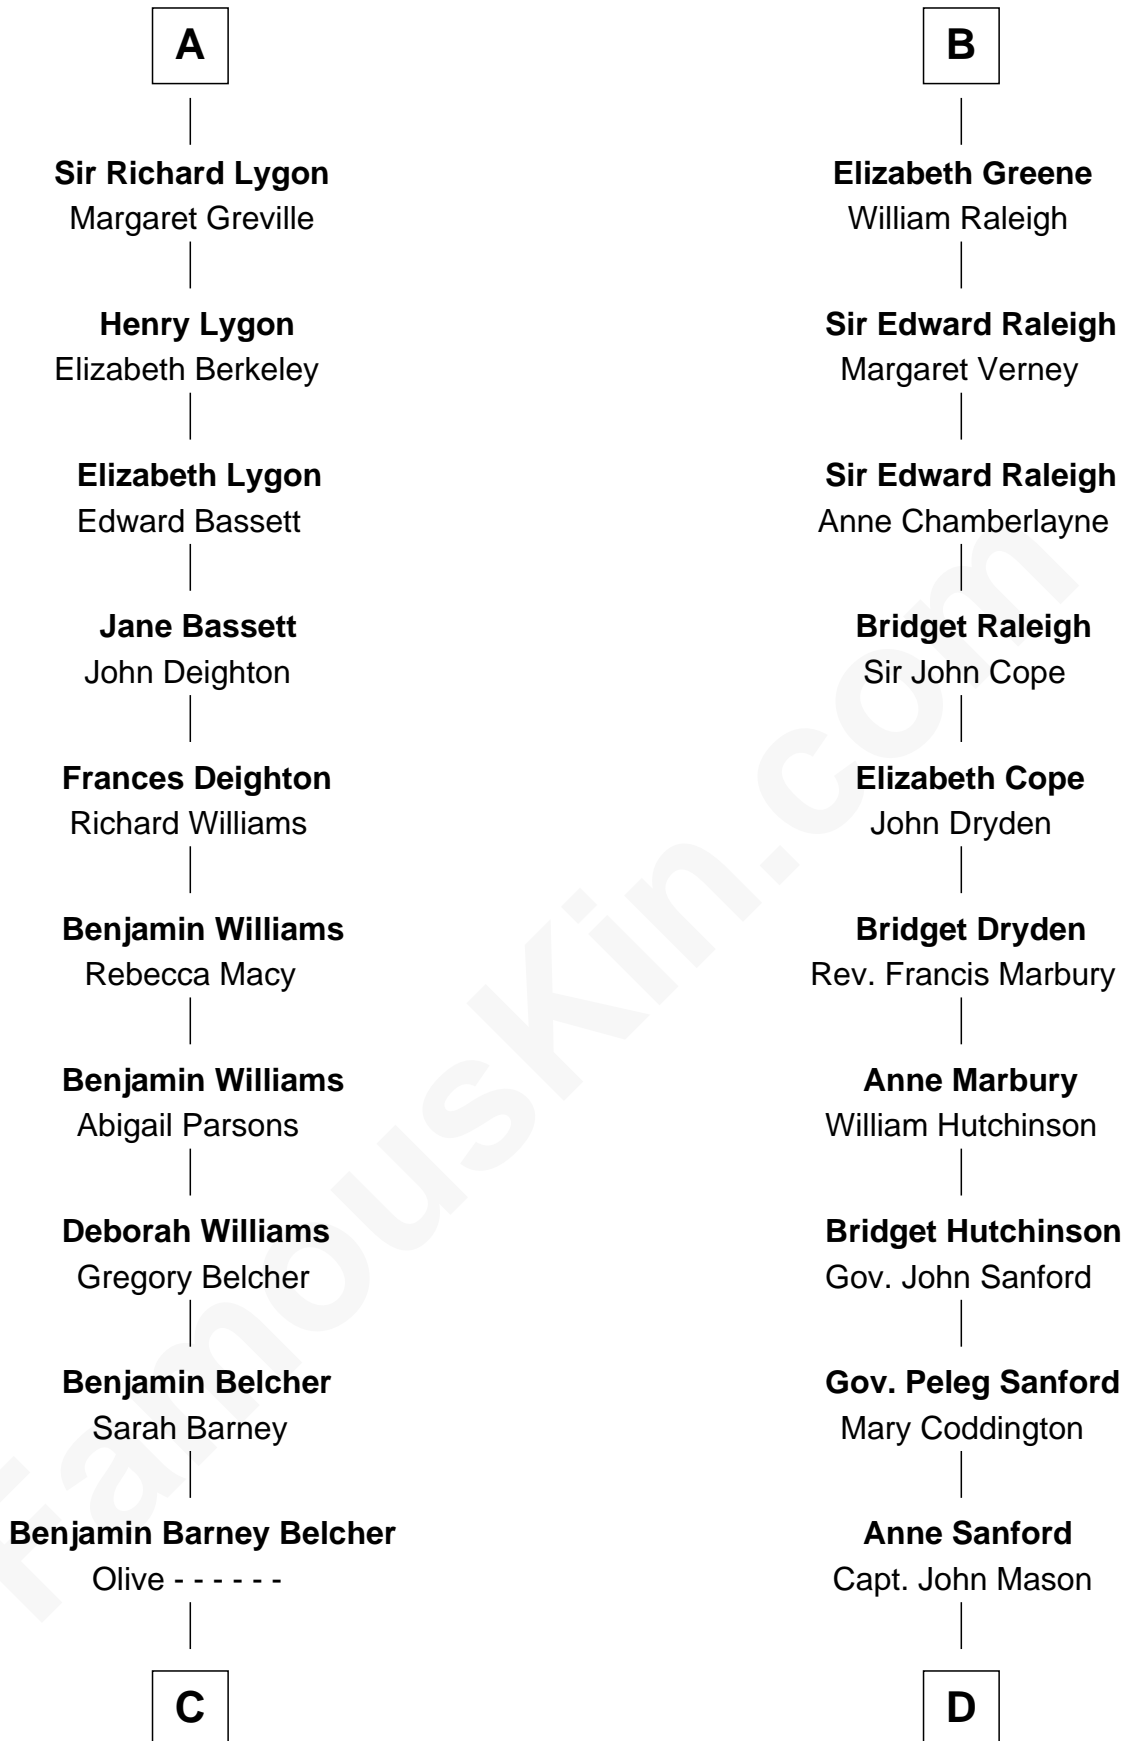 A
Sir Richard Lygon
Margaret Greville
Henry Lygon
Elizabeth Berkeley
Elizabeth Lygon
Edward Bassett
Jane Bassett
John Deighton
Frances Deighton
Richard Williams
Benjamin Williams
Rebecca Macy
Benjamin Williams
Abigail Parsons
Deborah Williams
Gregory Belcher
Benjamin Belcher
Sarah Barney
Benjamin Barney Belcher
Olive - - - - - -
C
B
Elizabeth Greene
William Raleigh
Sir Edward Raleigh
Margaret Verney
Sir Edward Raleigh
Anne Chamberlayne
Bridget Raleigh
Sir John Cope
Elizabeth Cope
John Dryden
Bridget Dryden
Rev. Francis Marbury
Anne Marbury
William Hutchinson
Bridget Hutchinson
Gov. John Sanford
Gov. Peleg Sanford
Mary Coddington
Anne Sanford
Capt. John Mason
D
FamousKin.com